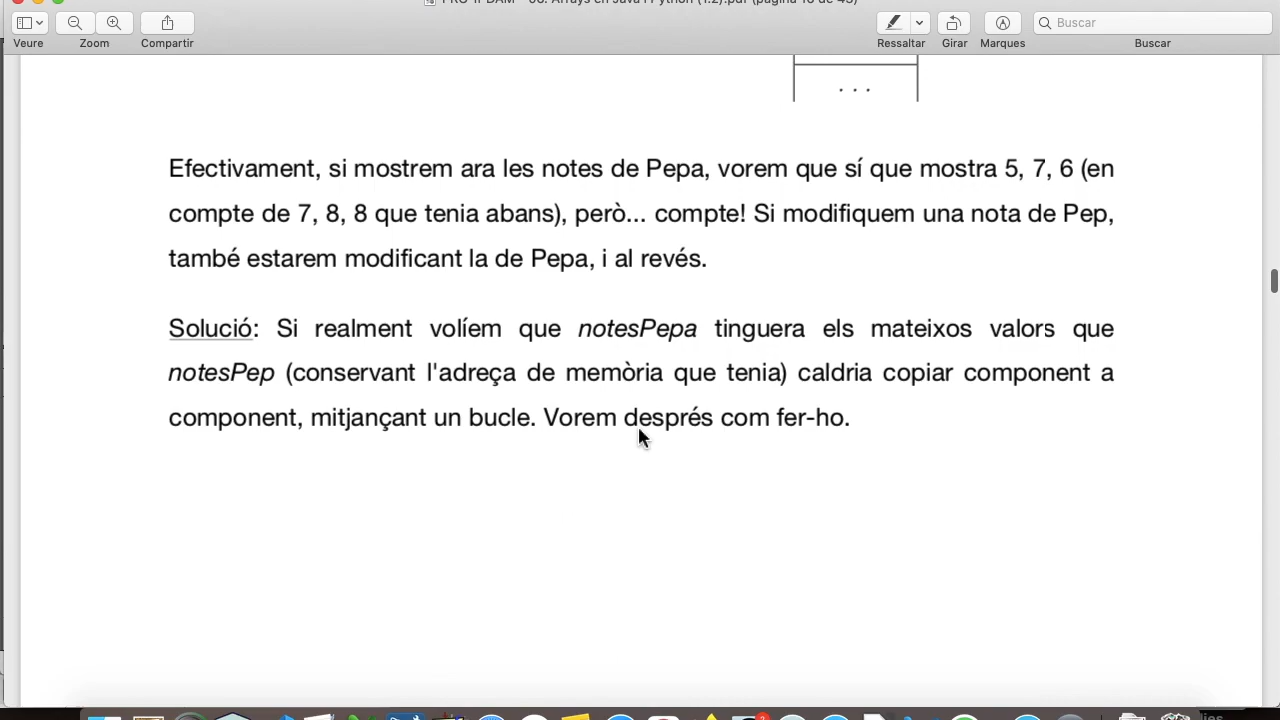 Veure
Zoom
Compartir
Ressaltar
Girar
Marques
Buscar
Buscar
. . .
Efectivament, si mostrem ara les notes de Pepa, vorem que sí que mostra 5, 7, 6 (en
compte de 7, 8, 8 que tenia abans), però... compte! Si modifiquem una nota de Pep,
també estarem modificant la de Pepa, i al revés.
Solució: Si realment volíem que notesPepa tinguera els mateixos valors que
notesPep (conservant l'adreça de memòria que tenia) caldria copiar component a
component, mitjançant un bucle. Vorem després com fer-ho.